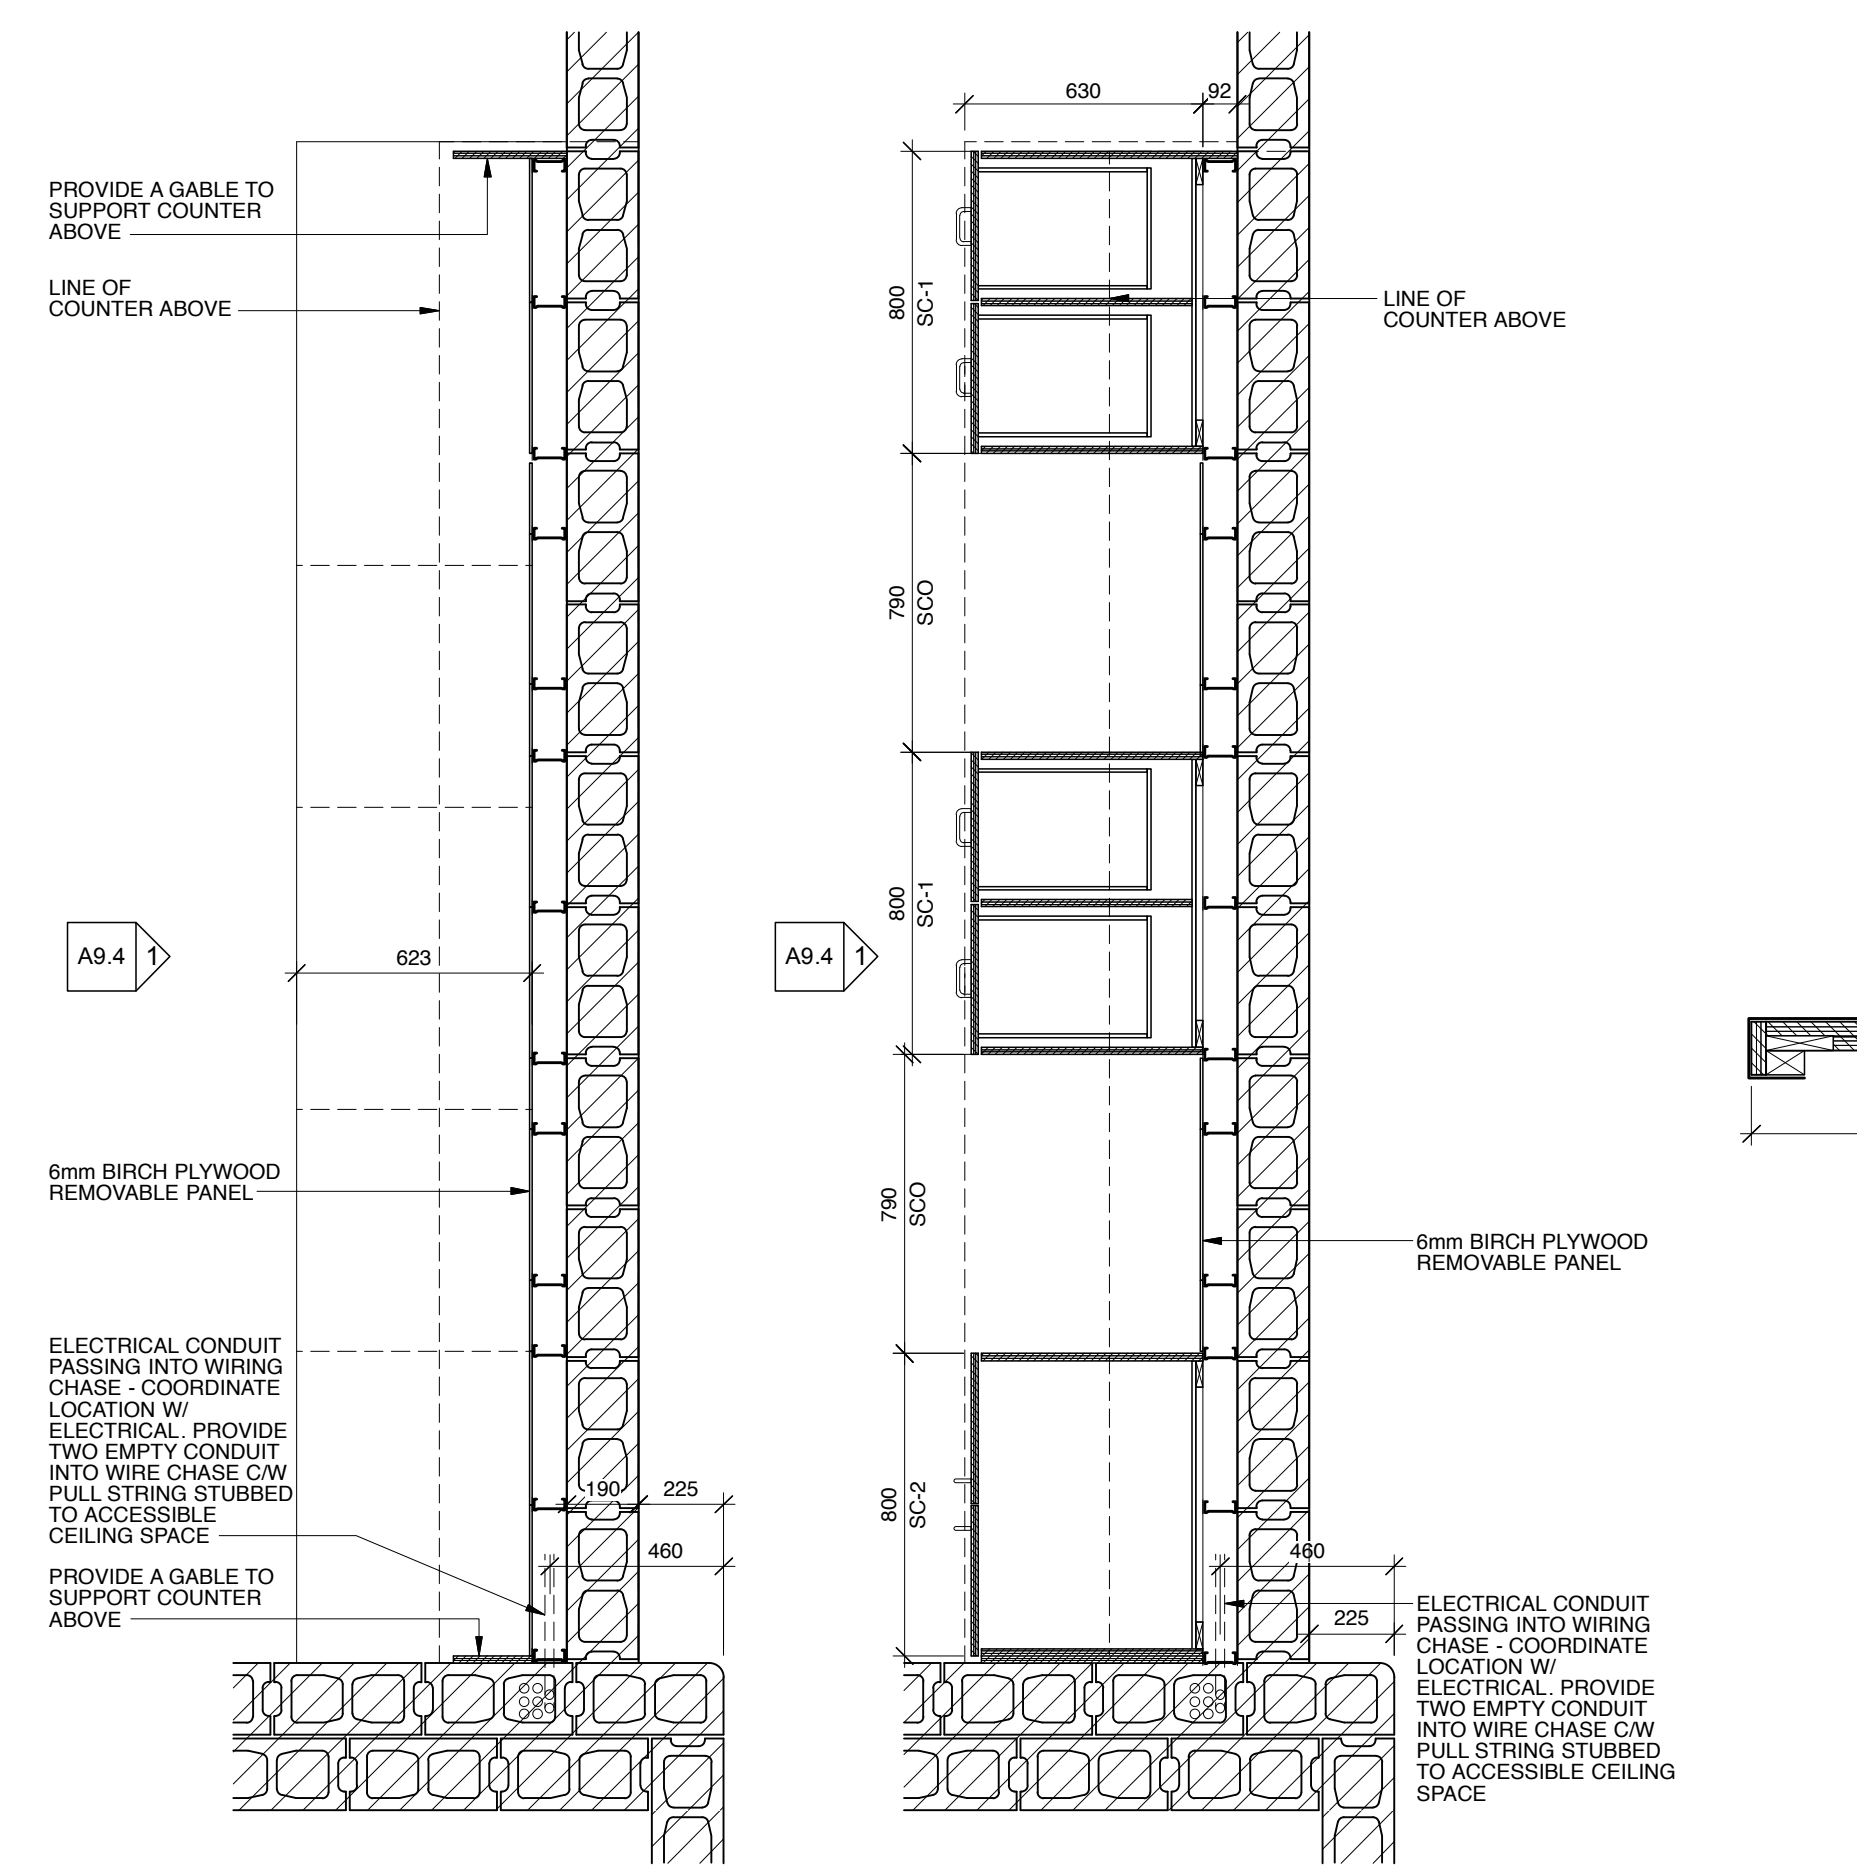 PROVIDE A GABLE TO
SUPPORT COUNTER
ABOVE
LINE OF
COUNTER ABOVE
A9.4
1
623
6mm BIRCH PLYWOOD
REMOVABLE PANEL
ELECTRICAL CONDUIT
PASSING INTO WIRING
CHASE - COORDINATE
LOCATION W/
ELECTRICAL. PROVIDE
TWO EMPTY CONDUIT
INTO WIRE CHASE C/W
PULL STRING STUBBED
TO ACCESSIBLE
CEILING SPACE
PROVIDE A GABLE TO
SUPPORT COUNTER
ABOVE
190
225
460
630
92
800
SC-1
LINE OF
COUNTER ABOVE
790
SCO
800
SC-1
A9.4
1
790
SCO
6mm BIRCH PLYWOOD
REMOVABLE PANEL
800
SC-2
460
225
ELECTRICAL CONDUIT
PASSING INTO WIRING
CHASE - COORDINATE
LOCATION W/
ELECTRICAL. PROVIDE
TWO EMPTY CONDUIT
INTO WIRE CHASE C/W
PULL STRING STUBBED
TO ACCESSIBLE CEILING
SPACE